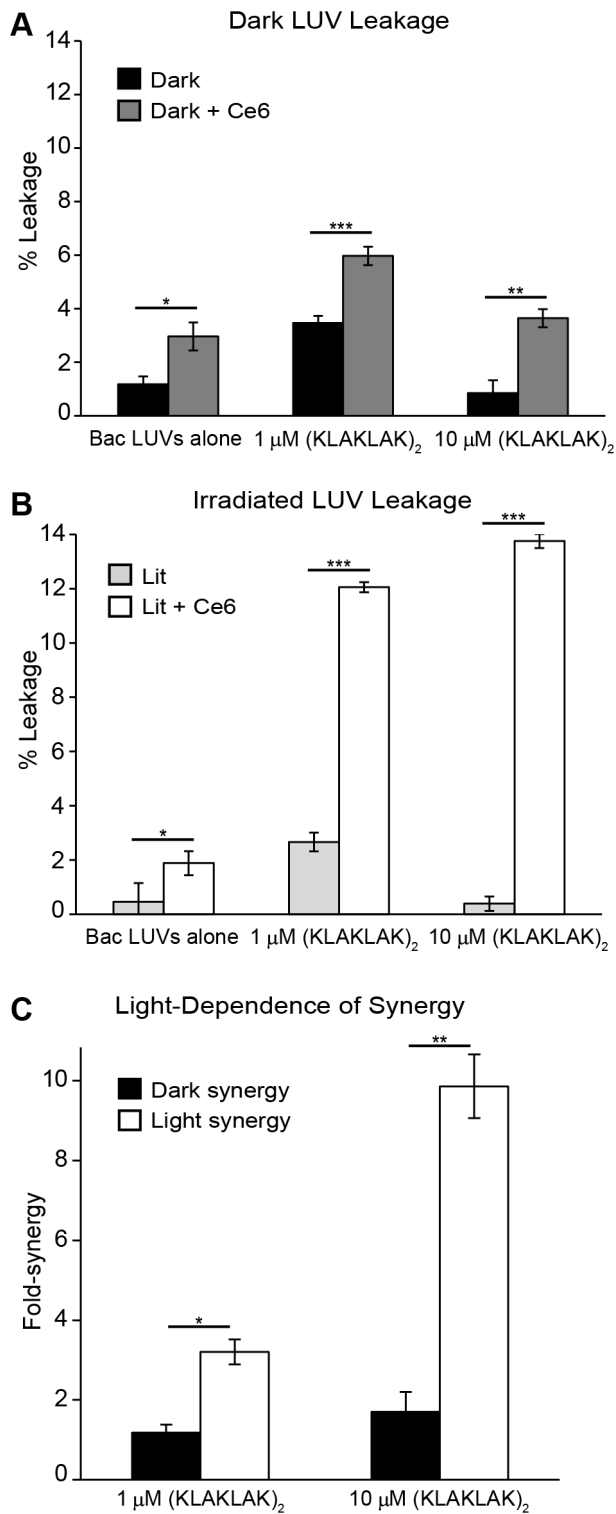 A
Dark LUV Leakage
14
12
10
8
6
4
2
0
% Leakage
Dark
Dark + Ce6
*
***
**
Bac LUVs alone
1 μM (KLAKLAK)₂
10 μM (KLAKLAK)₂
B
Irradiated LUV Leakage
14
12
10
8
6
4
2
0
% Leakage
Lit
Lit + Ce6
*
***
***
Bac LUVs alone
1 μM (KLAKLAK)₂
10 μM (KLAKLAK)₂
C
Light-Dependence of Synergy
10
8
6
4
2
0
Fold-synergy
Dark synergy
Light synergy
*
**
1 μM (KLAKLAK)₂
10 μM (KLAKLAK)₂